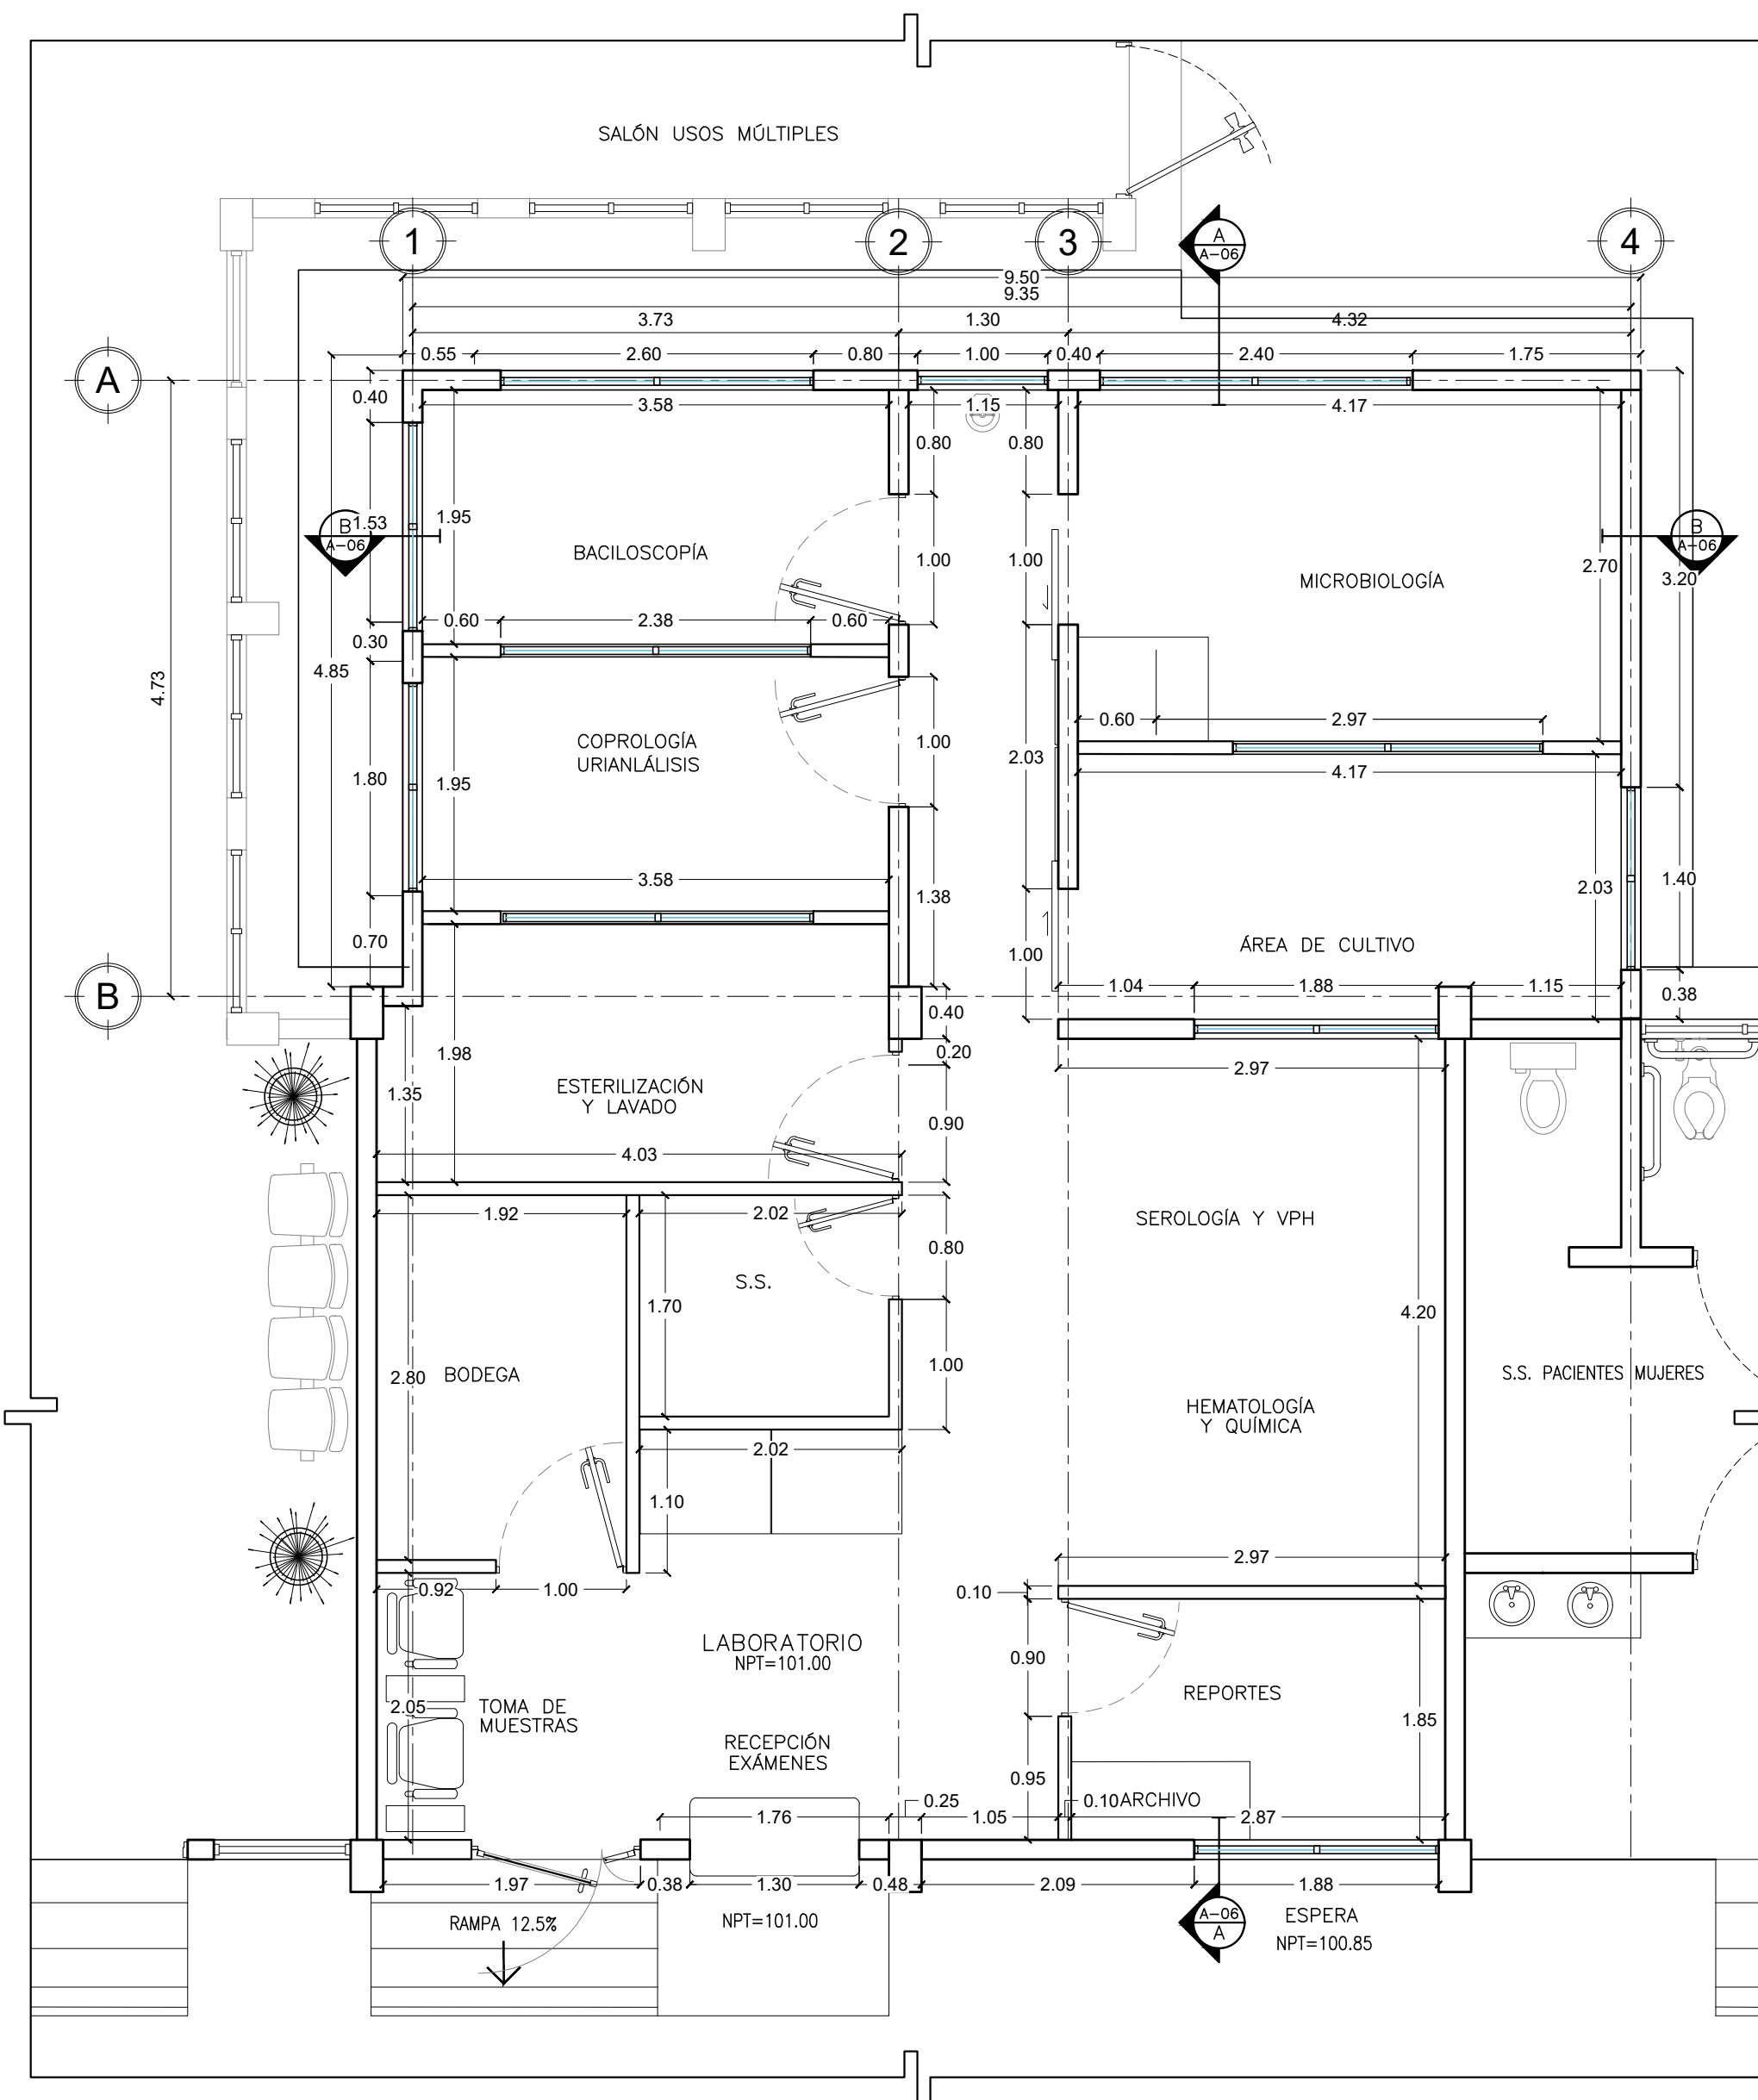 SALÓN USOS MÚLTIPLES
1
2
3
4
A
A-06
9.50
9.35
3.73
1.30
4.32
0.55
2.60
0.80
1.00
0.40
2.40
1.75
A
0.40
3.58
1.15
4.17
0.80
0.80
B
A-06
1.53
1.95
BACILOSCOPÍA
1.00
1.00
MICROBIOLOGÍA
2.70
B
A-06
3.20
0.60
2.38
0.60
0.30
4.85
4.73
COPROLOGÍA
URIANLÁLISIS
1.00
0.60
2.97
2.03
4.17
1.80
1.95
3.58
1.38
2.03
1.40
0.70
ÁREA DE CULTIVO
1.00
B
1.04
1.88
1.15
0.38
0.40
0.20
1.98
1.35
ESTERILIZACIÓN
Y LAVADO
2.97
0.90
4.03
1.92
2.02
SEROLOGÍA Y VPH
0.80
S.S.
1.70
4.20
1.00
2.80
BODEGA
S.S. PACIENTES MUJERES
HEMATOLOGÍA
Y QUÍMICA
2.02
1.10
2.97
0.92
1.00
0.10
LABORATORIO
NPT=101.00
0.90
REPORTES
2.05
TOMA DE
MUESTRAS
1.85
RECEPCIÓN
EXÁMENES
0.95
0.25
0.10
ARCHIVO
1.76
1.05
2.87
1.97
0.38
1.30
0.48
2.09
1.88
RAMPA 12.5%
NPT=101.00
A-06
A
ESPERA
NPT=100.85